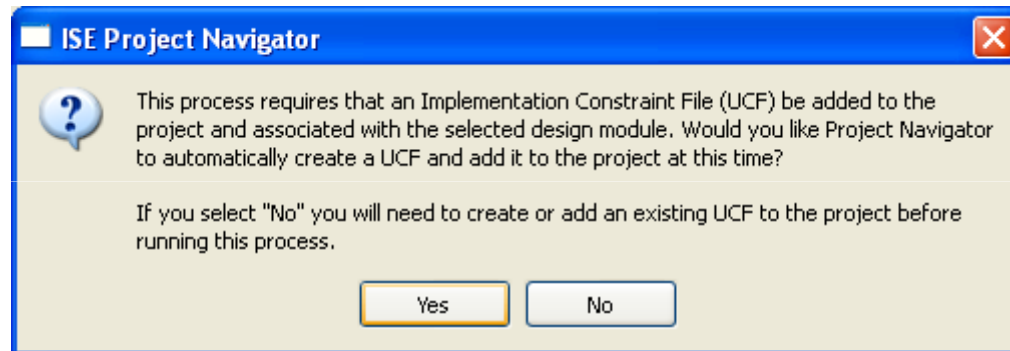 ISE Project Navigator
This process requires that an Implementation Constraint File (UCF) be added to the
project and associated with the selected design module. Would you like Project Navigator
to automatically create a UCF and add it to the project at this time?
If you select "No" you will need to create or add an existing UCF to the project before
running this process.
Yes
No